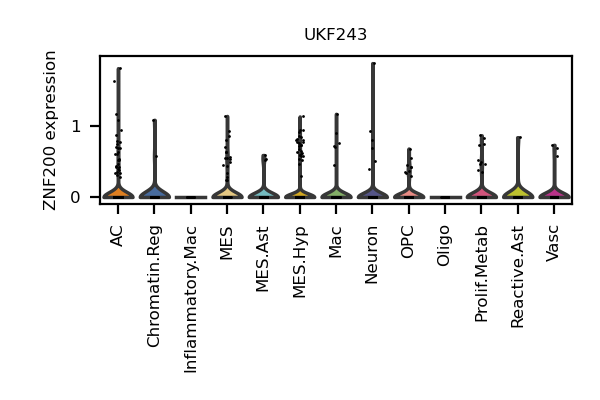 UKF243
ZNF200 expression
1
0
AC
Chromatin.Reg
Inflammatory.Mac
MES
MES.Ast
MES.Hyp
Mac
Neuron
OPC
Oligo
Prolif.Metab
Reactive.Ast
Vasc